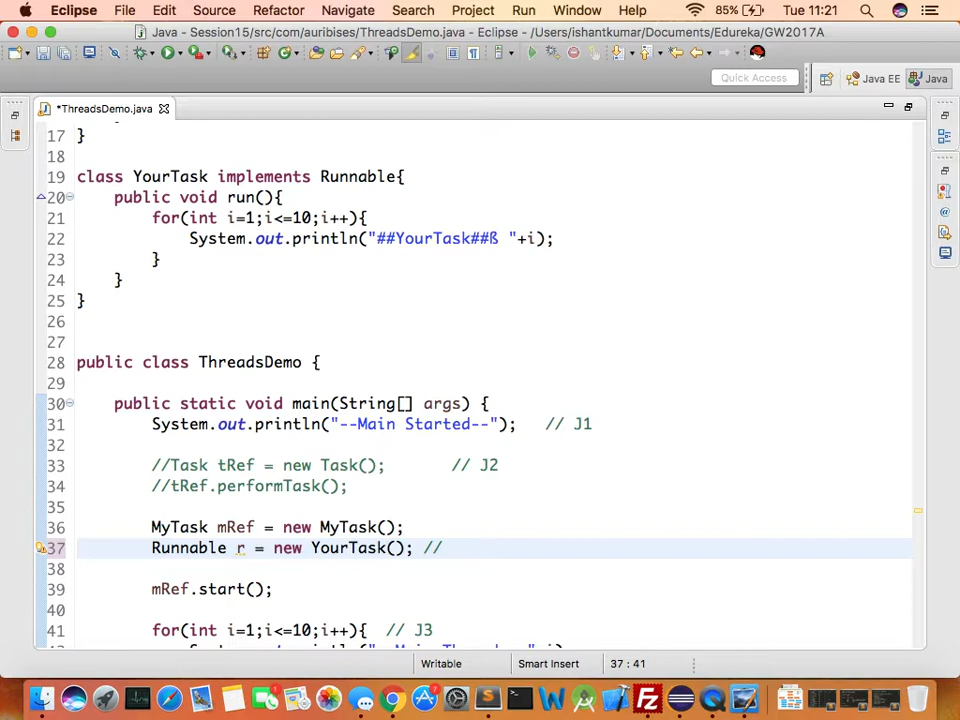 Eclipse File Edit Source Refactor Navigate Search Project Run Window Help 85% Tue 11:21
Java - Session15/src/com/auribises/ThreadsDemo.java - Eclipse - /Users/ishantkumar/Documents/Edureka/GW2017A
Quick Access Java EE Java
*ThreadsDemo.java
17 }
18
19 class YourTask implements Runnable{
20 public void run(){
21 for(int i=1;i<=10;i++){
22 System.out.println("##YourTask##ß "+i);
23 }
24 }
25 }
26
27
28 public class ThreadsDemo {
29
30 public static void main(String[] args) {
31 System.out.println("--Main Started--"); // J1
32
33 //Task tRef = new Task(); // J2
34 //tRef.performTask();
35
36 MyTask mRef = new MyTask();
37 Runnable r = new YourTask(); //
38
39 mRef.start();
40
41 for(int i=1;i<=10;i++){ // J3
Writable Smart Insert 37 : 41